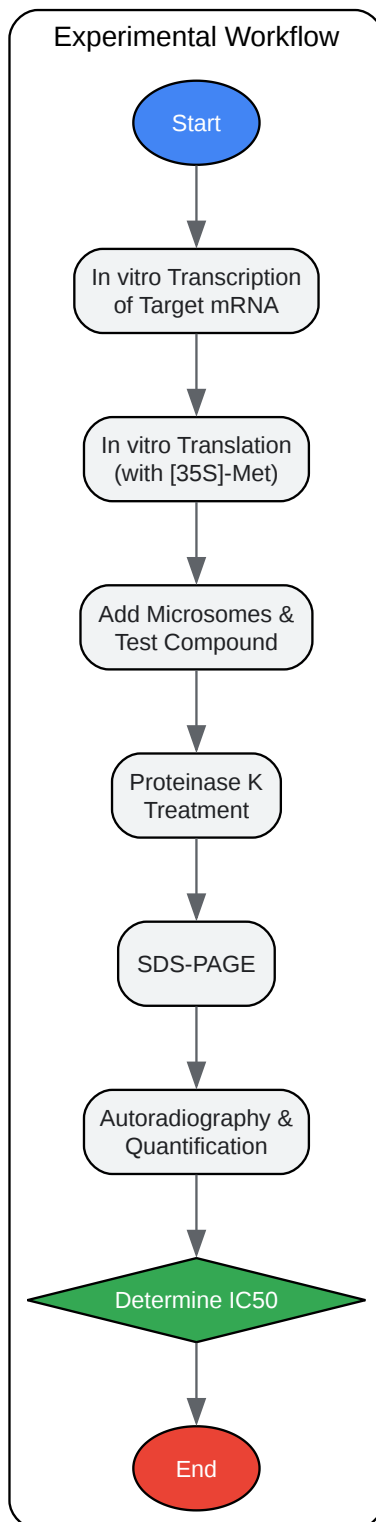 Experimental Workflow
Start
In vitro Transcription
of Target mRNA
In vitro Translation
(with [35S]-Met)
Add Microsomes &
Test Compound
Proteinase K
Treatment
SDS-PAGE
Autoradiography &
Quantification
Determine IC50
End